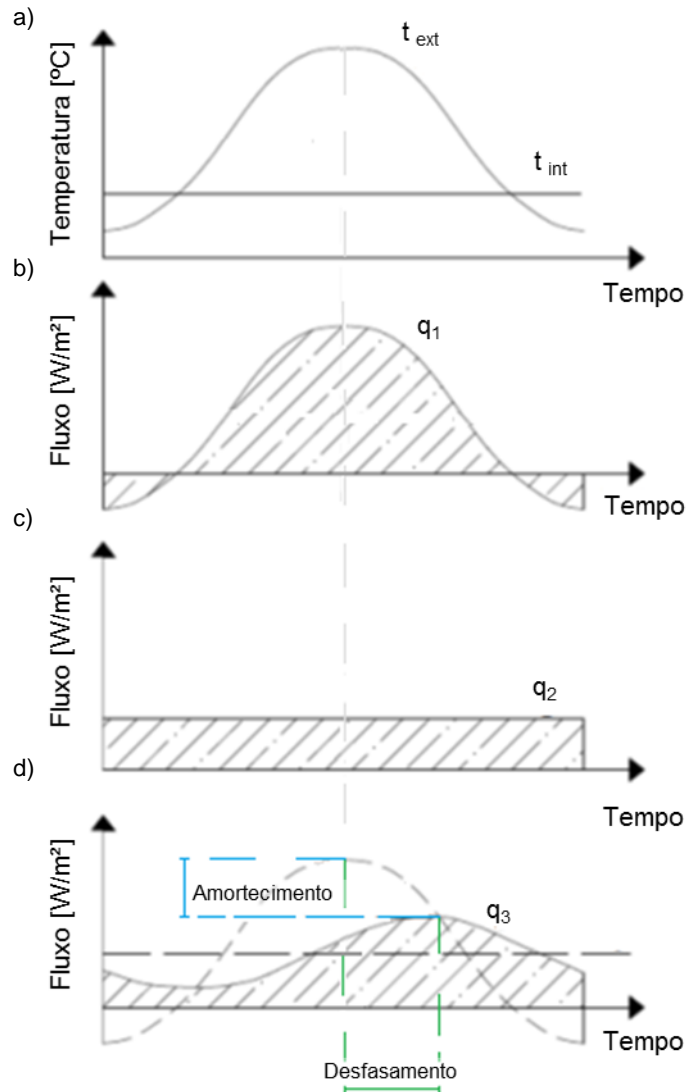 a)
Temperatura [ºC]
t ext
t int
Tempo
b)
Fluxo [W/m²]
q1
Tempo
c)
Fluxo [W/m²]
q2
Tempo
d)
Fluxo [W/m²]
Amortecimento
q3
Tempo
Desfasamento